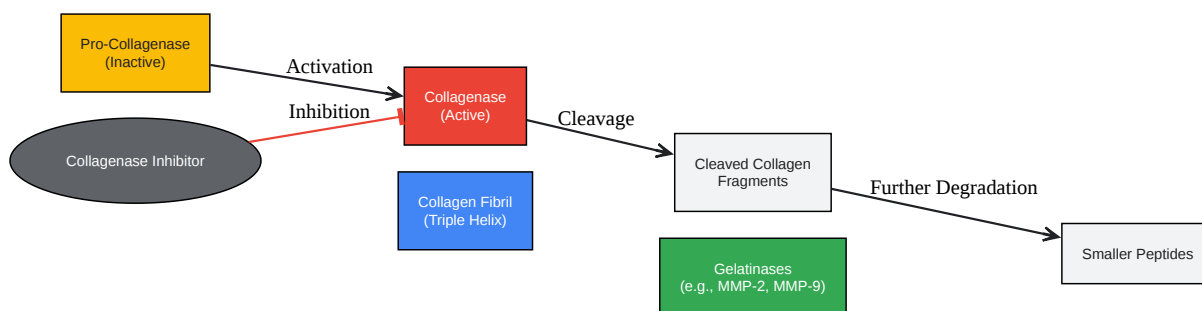 Pro-Collagenase
(Inactive)
Activation
Inhibition
Collagenase Inhibitor
Collagenase
(Active)
Collagen Fibril
(Triple Helix)
Cleavage
Cleaved Collagen
Fragments
Gelatinases
(e.g., MMP-2, MMP-9)
Further Degradation
Smaller Peptides